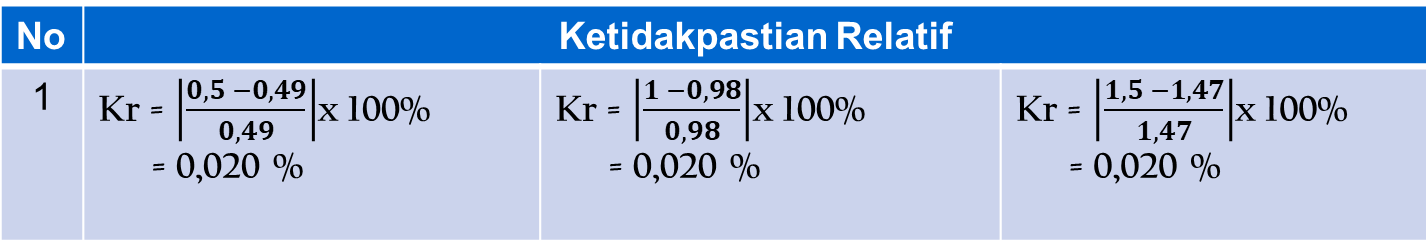 No Ketidakpastian Relatif
1 Kr = |0,5 –0,49 / 0,49| x 100% Kr = |1 –0,98 / 0,98| x 100% Kr = |1,5 –1,47 / 1,47| x 100%
= 0,020 % = 0,020 % = 0,020 %